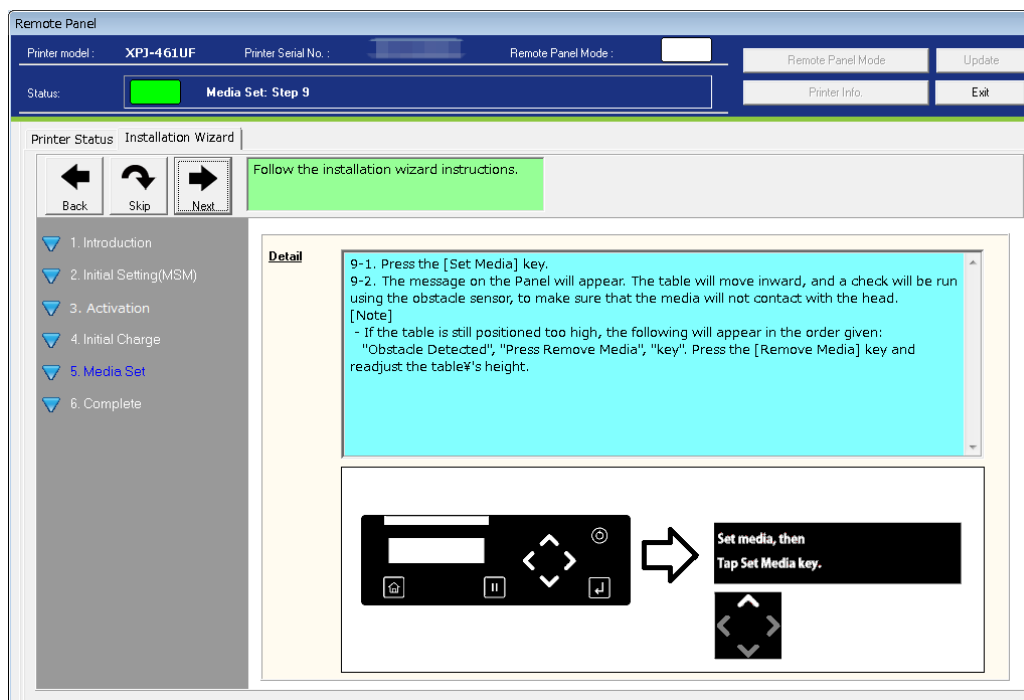 Remote Panel
Printer model : XPJ-461UF Printer Serial No. : Remote Panel Mode :
Remote Panel Mode Update
Status: Media Set: Step 9
Printer Info. Exit
Printer Status Installation Wizard
Back Skip Next
Follow the installation wizard instructions.
1. Introduction
2. Initial Setting(MSM)
3. Activation
4. Initial Charge
5. Media Set
6. Complete
Detail
9-1. Press the [Set Media] key.
9-2. The message on the Panel will appear. The table will move inward, and a check will be run
using the obstacle sensor, to make sure that the media will not contact with the head.
[Note]
- If the table is still positioned too high, the following will appear in the order given:
"Obstacle Detected", "Press Remove Media", "key". Press the [Remove Media] key and
readjust the table¥'s height.
Set media, then
Tap Set Media key.